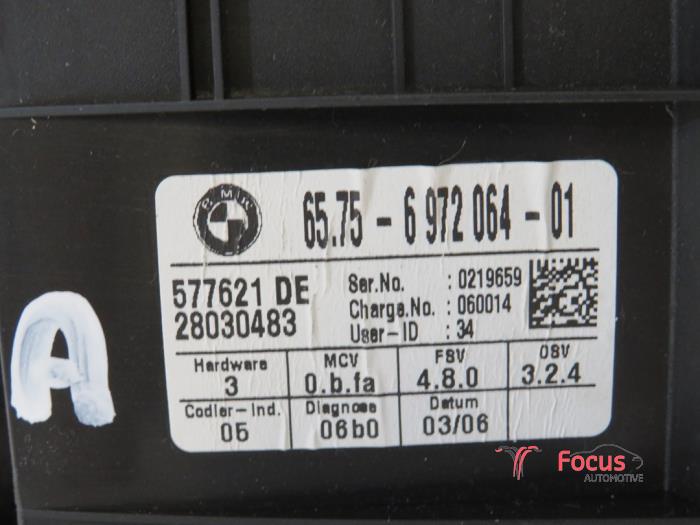 BMW
65.75 - 6 972 064 - 01
577621 DE
28030483
Ser.No. : 0219659
Charge.No. : 060014
User-ID : 34
Hardware
3
MCV
0.b.fa
FSV
4.8.0
OSV
3.2.4
Codier-Ind.
05
Diagnose
06b0
Datum
03/06
A
Focus
AUTOMOTIVE